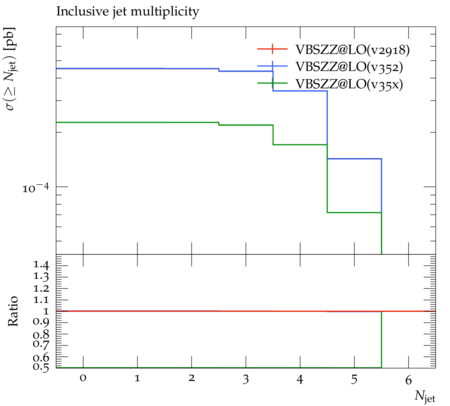 Inclusive jet multiplicity
σ(≥ Njet) [pb]
VBSZZ@LO(v2918)
VBSZZ@LO(v352)
VBSZZ@LO(v35x)
10−4
Ratio
1.4
1.3
1.2
1.1
1
0.9
0.8
0.7
0.6
0.5
0 1 2 3 4 5 6
Njet